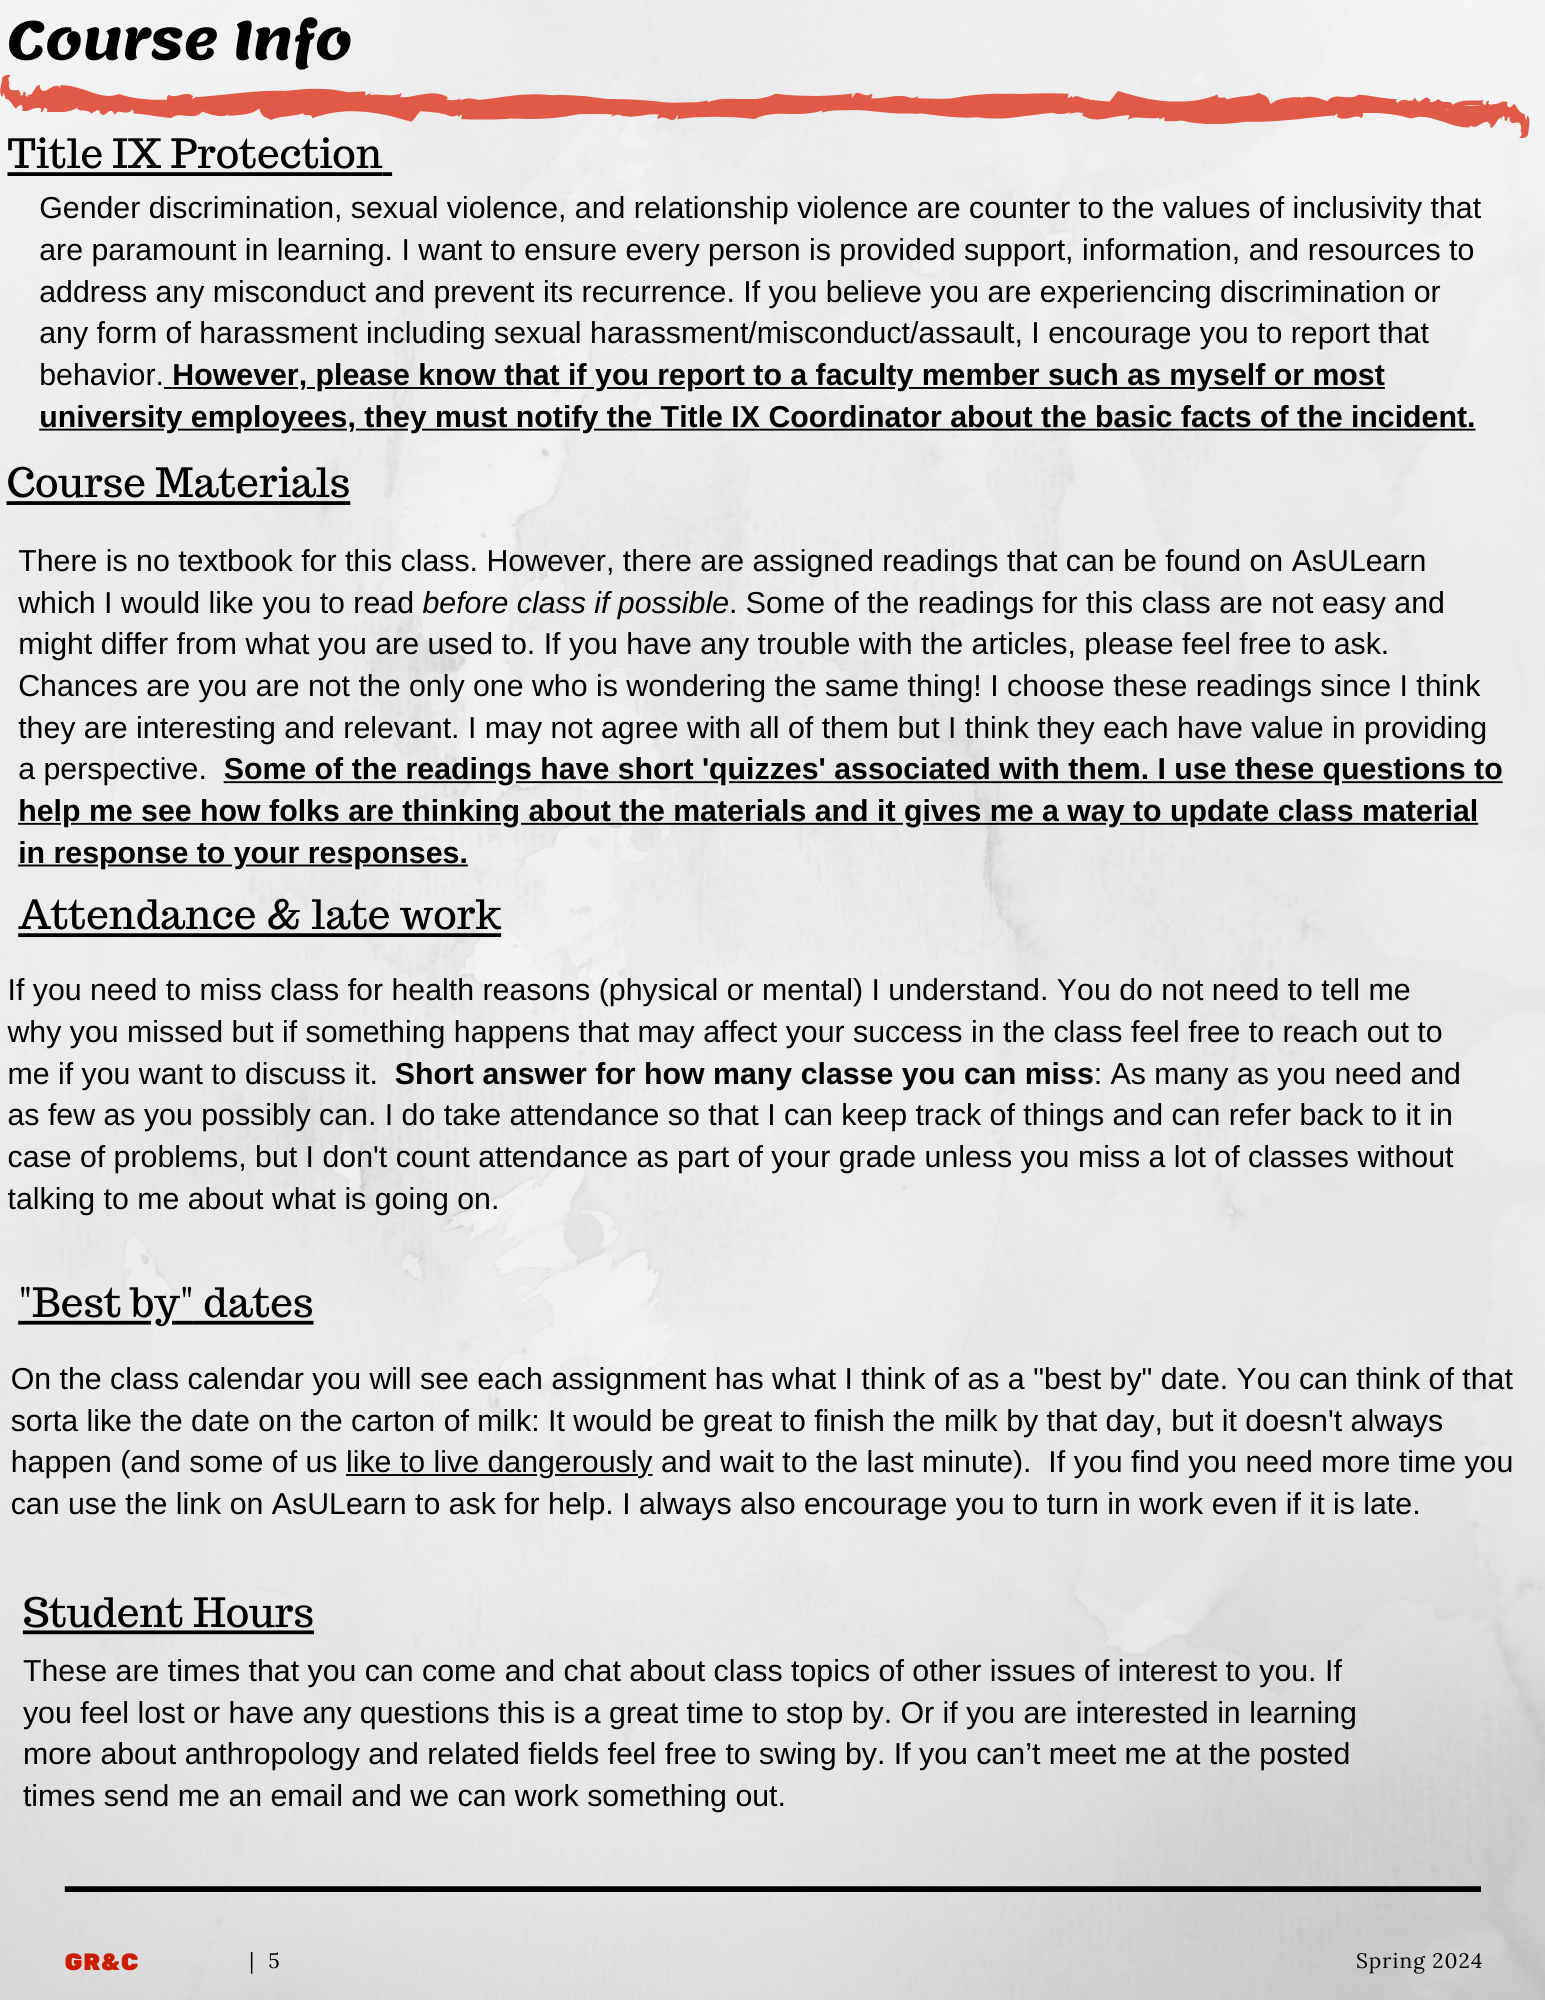 Course Info
Title IX Protection
Gender discrimination, sexual violence, and relationship violence are counter to the values of inclusivity that
are paramount in learning. I want to ensure every person is provided support, information, and resources to
address any misconduct and prevent its recurrence. If you believe you are experiencing discrimination or
any form of harassment including sexual harassment/misconduct/assault, I encourage you to report that
behavior. However, please know that if you report to a faculty member such as myself or most
university employees, they must notify the Title IX Coordinator about the basic facts of the incident.
Course Materials
There is no textbook for this class. However, there are assigned readings that can be found on AsULearn
which I would like you to read before class if possible. Some of the readings for this class are not easy and
might differ from what you are used to. If you have any trouble with the articles, please feel free to ask.
Chances are you are not the only one who is wondering the same thing! I choose these readings since I think
they are interesting and relevant. I may not agree with all of them but I think they each have value in providing
a perspective.  Some of the readings have short 'quizzes' associated with them. I use these questions to
help me see how folks are thinking about the materials and it gives me a way to update class material
in response to your responses.
Attendance & late work
If you need to miss class for health reasons (physical or mental) I understand. You do not need to tell me
why you missed but if something happens that may affect your success in the class feel free to reach out to
me if you want to discuss it.  Short answer for how many classe you can miss: As many as you need and
as few as you possibly can. I do take attendance so that I can keep track of things and can refer back to it in
case of problems, but I don't count attendance as part of your grade unless you miss a lot of classes without
talking to me about what is going on.
"Best by" dates
On the class calendar you will see each assignment has what I think of as a "best by" date. You can think of that
sorta like the date on the carton of milk: It would be great to finish the milk by that day, but it doesn't always
happen (and some of us like to live dangerously and wait to the last minute).  If you find you need more time you
can use the link on AsULearn to ask for help. I always also encourage you to turn in work even if it is late.
Student Hours
These are times that you can come and chat about class topics of other issues of interest to you. If
you feel lost or have any questions this is a great time to stop by. Or if you are interested in learning
more about anthropology and related fields feel free to swing by. If you can’t meet me at the posted
times send me an email and we can work something out.
GR&C | 5 Spring 2024